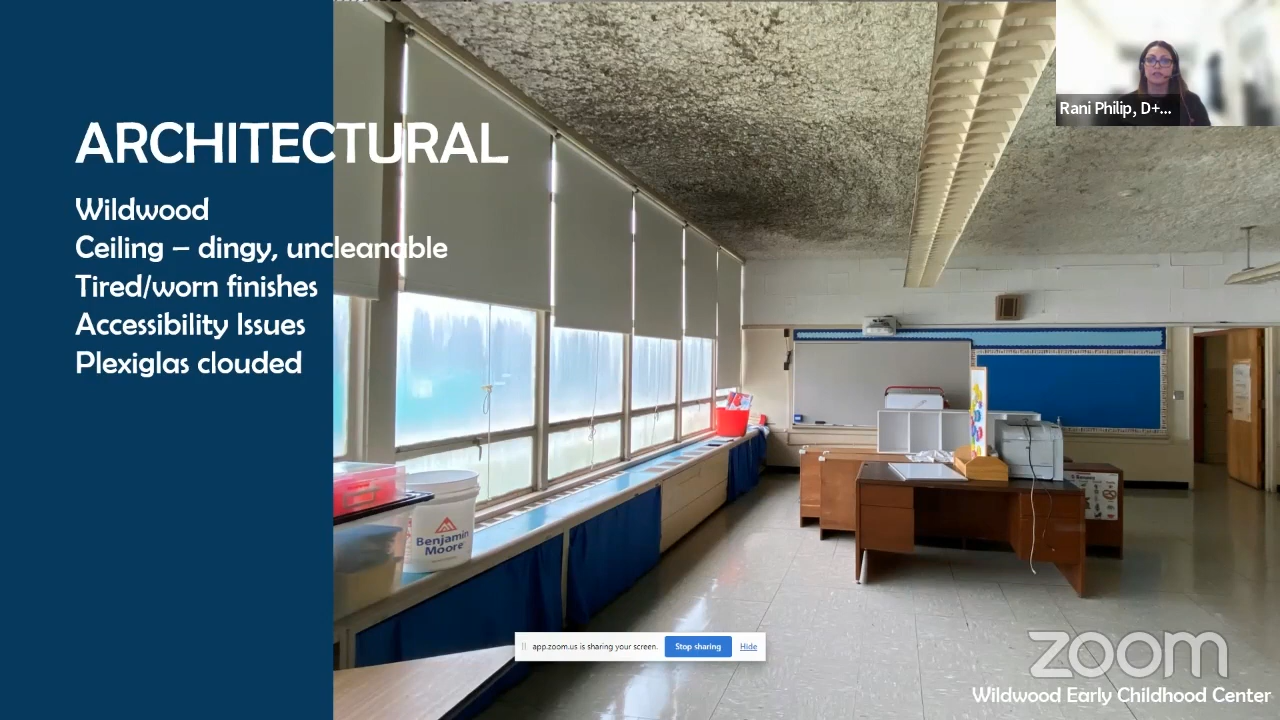 Rani Philip, D+...
ARCHITECTURAL
Wildwood
Ceiling – dingy, uncleanable
Tired/worn finishes
Accessibility Issues
Plexiglas clouded
Benjamin
Moore
app.zoom.us is sharing your screen.
Stop sharing
Hide
zoom
Wildwood Early Childhood Center